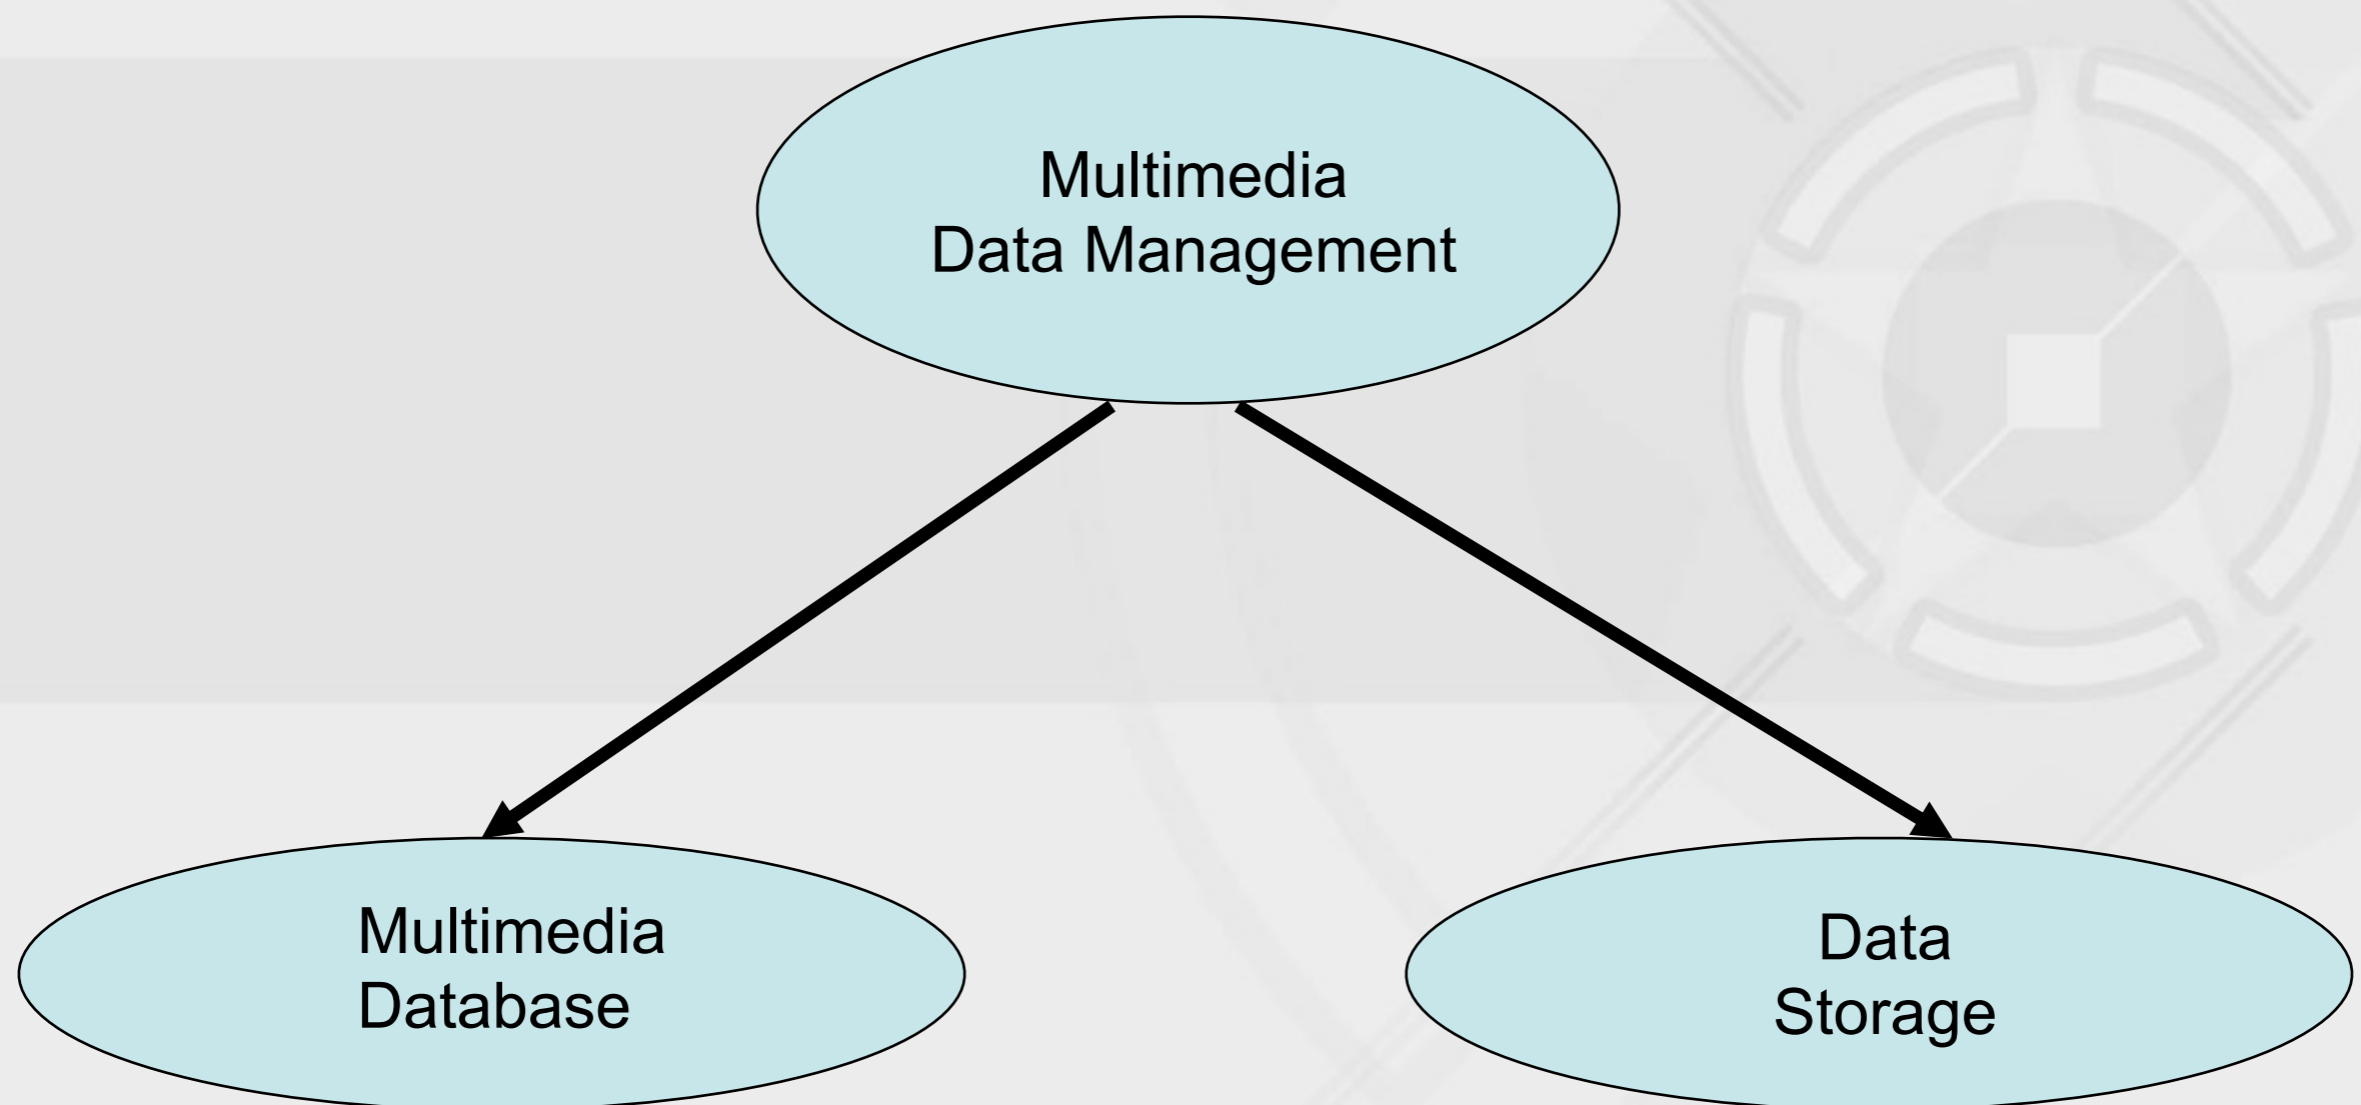 Multimedia
Data Management
Multimedia
Database
Data
Storage